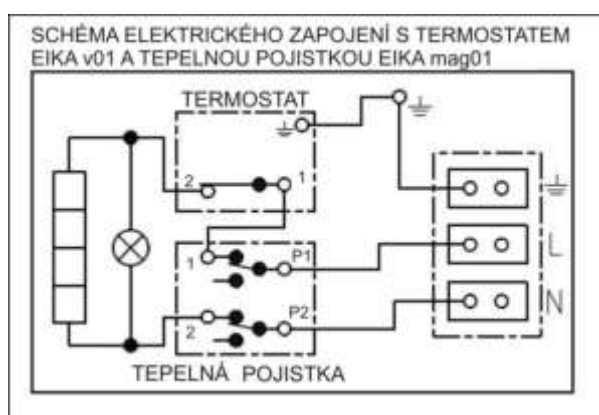 SCHÉMA ELEKTRICKÉHO ZAPOJENÍ S TERMOSTATEM
EIKA v01 A TEPELNOU POJISTKOU EIKA mag01
TERMOSTAT
2
1
1
P1
L
P2
N
2
TEPELNÁ POJISTKA